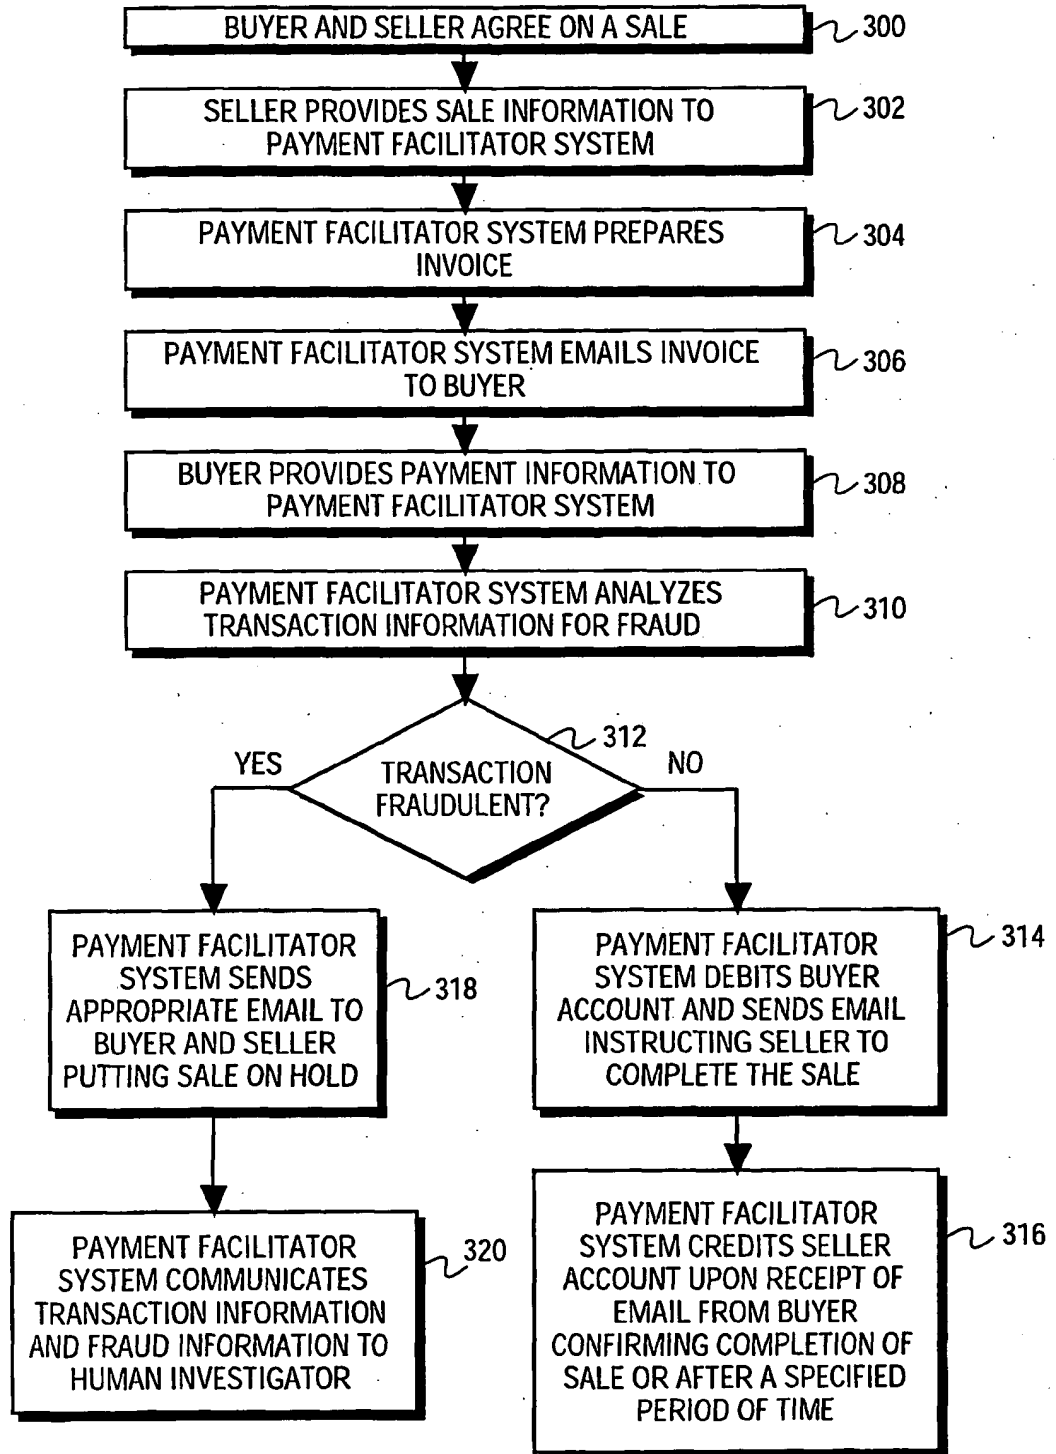 BUYER AND SELLER AGREE ON A SALE
300
SELLER PROVIDES SALE INFORMATION TO
PAYMENT FACILITATOR SYSTEM
302
PAYMENT FACILITATOR SYSTEM PREPARES
INVOICE
304
PAYMENT FACILITATOR SYSTEM EMAILS INVOICE
TO BUYER
306
BUYER PROVIDES PAYMENT INFORMATION TO
PAYMENT FACILITATOR SYSTEM
308
PAYMENT FACILITATOR SYSTEM ANALYZES
TRANSACTION INFORMATION FOR FRAUD
310
312
YES
TRANSACTION
FRAUDULENT?
NO
PAYMENT FACILITATOR
SYSTEM SENDS
APPROPRIATE EMAIL TO
BUYER AND SELLER
PUTTING SALE ON HOLD
318
PAYMENT FACILITATOR
SYSTEM DEBITS BUYER
ACCOUNT AND SENDS EMAIL
INSTRUCTING SELLER TO
COMPLETE THE SALE
314
PAYMENT FACILITATOR
SYSTEM COMMUNICATES
TRANSACTION INFORMATION
AND FRAUD INFORMATION TO
HUMAN INVESTIGATOR
320
PAYMENT FACILITATOR
SYSTEM CREDITS SELLER
ACCOUNT UPON RECEIPT OF
EMAIL FROM BUYER
CONFIRMING COMPLETION OF
SALE OR AFTER A SPECIFIED
PERIOD OF TIME
316